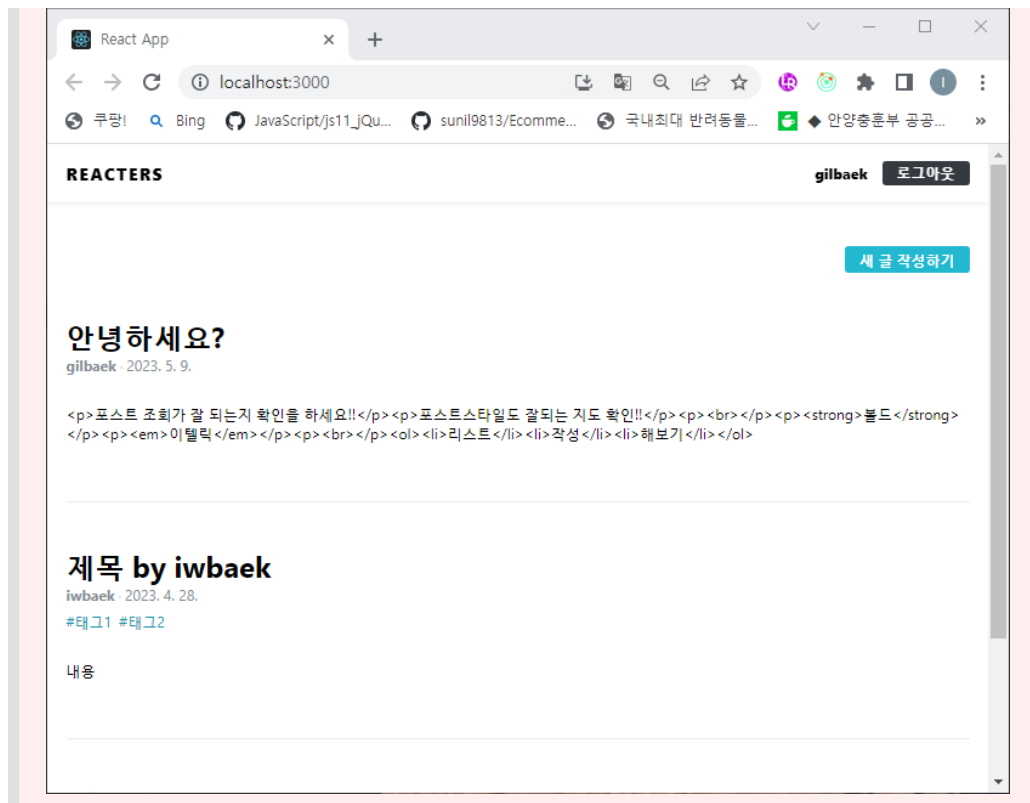 React App
localhost:3000
쿠팡!
Bing
JavaScript/js11_jQu...
sunil9813/Ecomme...
국내최대 반려동물...
◆ 안양충훈부 공공...
»
REACTERS
gilbaek
로그아웃
새 글 작성하기
안녕하세요?
gilbaek · 2023. 5. 9.
<p>포스트 조회가 잘 되는지 확인을 하세요!!</p><p>포스트스타일도 잘되는 지도 확인!!</p><p><br></p><p><strong>볼드</strong>
</p><p><em>이텔릭</em></p><p><br></p><ol><li>리스트</li><li>작성</li><li>해보기</li></ol>
제목 by iwbaek
iwbaek · 2023. 4. 28.
#태그1 #태그2
내용